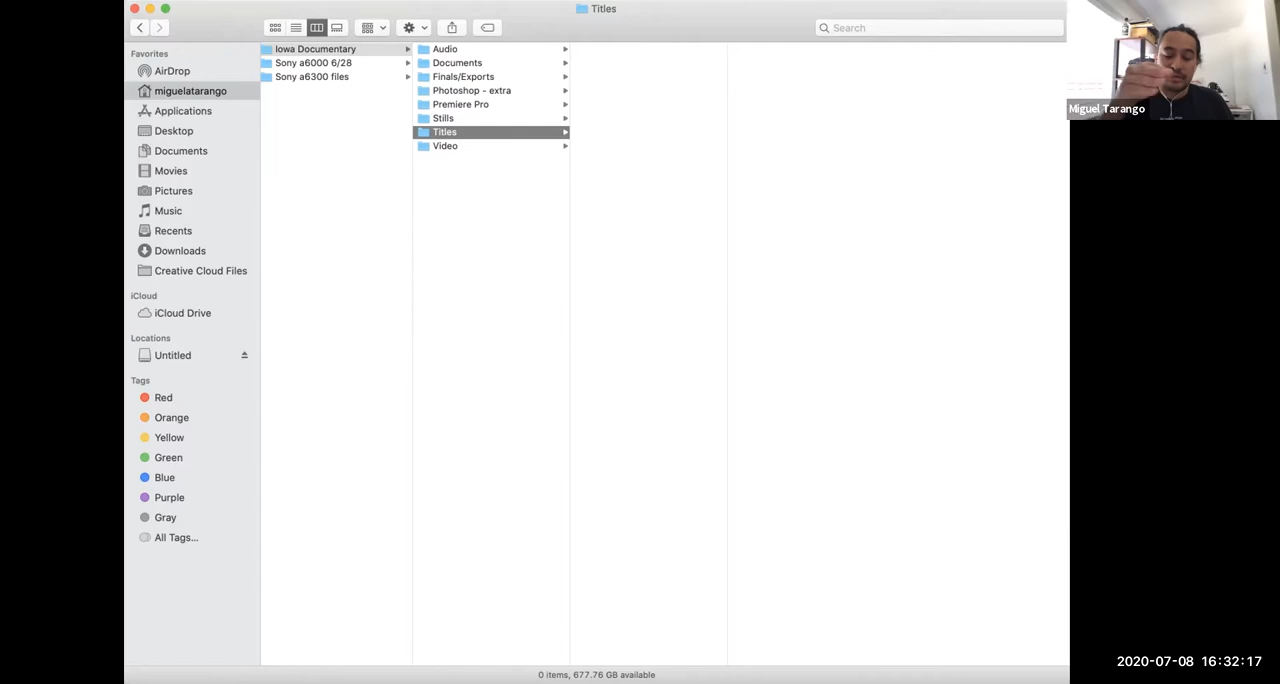 Titles
Search
Favorites
AirDrop
miguelatarango
Applications
Desktop
Documents
Movies
Pictures
Music
Recents
Downloads
Creative Cloud Files
iCloud
iCloud Drive
Locations
Untitled
Tags
Red
Orange
Yellow
Green
Blue
Purple
Gray
All Tags...
Iowa Documentary
Sony a6000 6/28
Sony a6300 files
Audio
Documents
Finals/Exports
Photoshop - extra
Premiere Pro
Stills
Titles
Video
0 items, 677.76 GB available
Miguel Tarango
2020-07-08 16:32:17